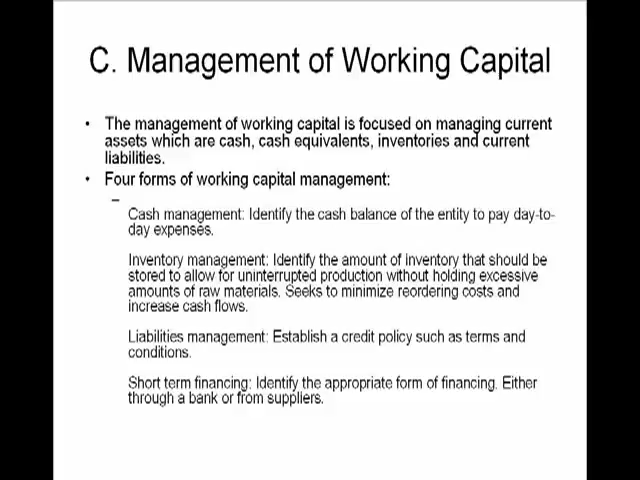 C. Management of Working Capital
• The management of working capital is focused on managing current
assets which are cash, cash equivalents, inventories and current
liabilities.
• Four forms of working capital management:
–
Cash management: Identify the cash balance of the entity to pay day-to-
day expenses.
Inventory management: Identify the amount of inventory that should be
stored to allow for uninterrupted production without holding excessive
amounts of raw materials. Seeks to minimize reordering costs and
increase cash flows.
Liabilities management: Establish a credit policy such as terms and
conditions.
Short term financing: Identify the appropriate form of financing. Either
through a bank or from suppliers.